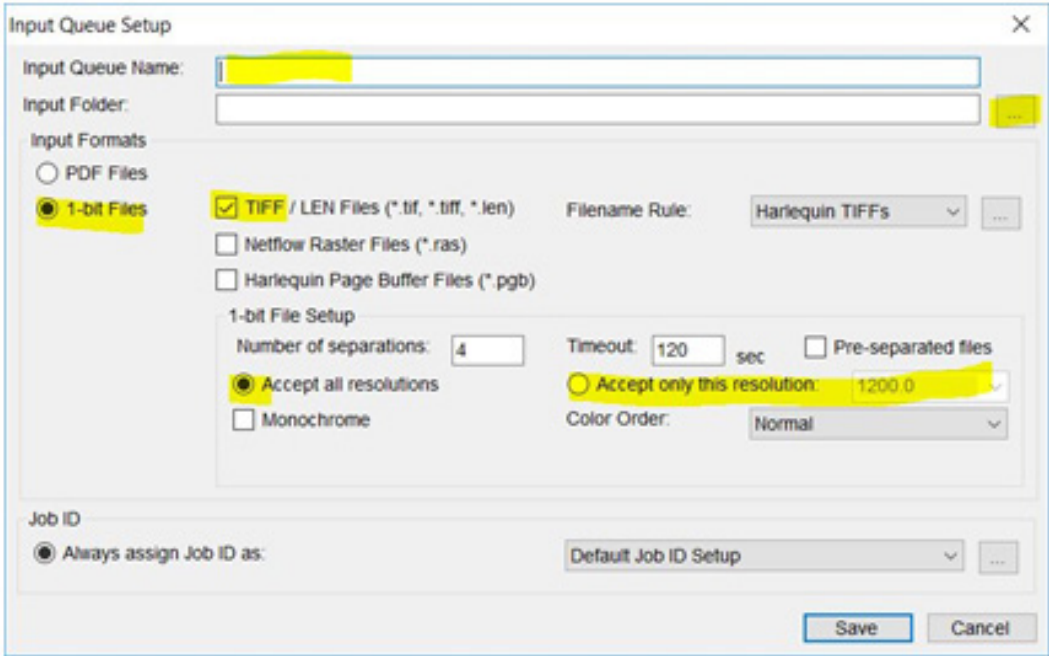 Input Queue Setup
Input Queue Name:
Input Folder: ...
Input Formats
PDF Files
1-bit Files TIFF / LEN Files (*.tif, *.tiff, *.len) Filename Rule: Harlequin TIFFs ...
Netflow Raster Files (*.ras)
Harlequin Page Buffer Files (*.pgb)
1-bit File Setup
Number of separations: 4 Timeout: 120 sec Pre-separated files
Accept all resolutions Accept only this resolution: 1200.0
Monochrome Color Order: Normal
Job ID
Always assign Job ID as: Default Job ID Setup ...
Save Cancel